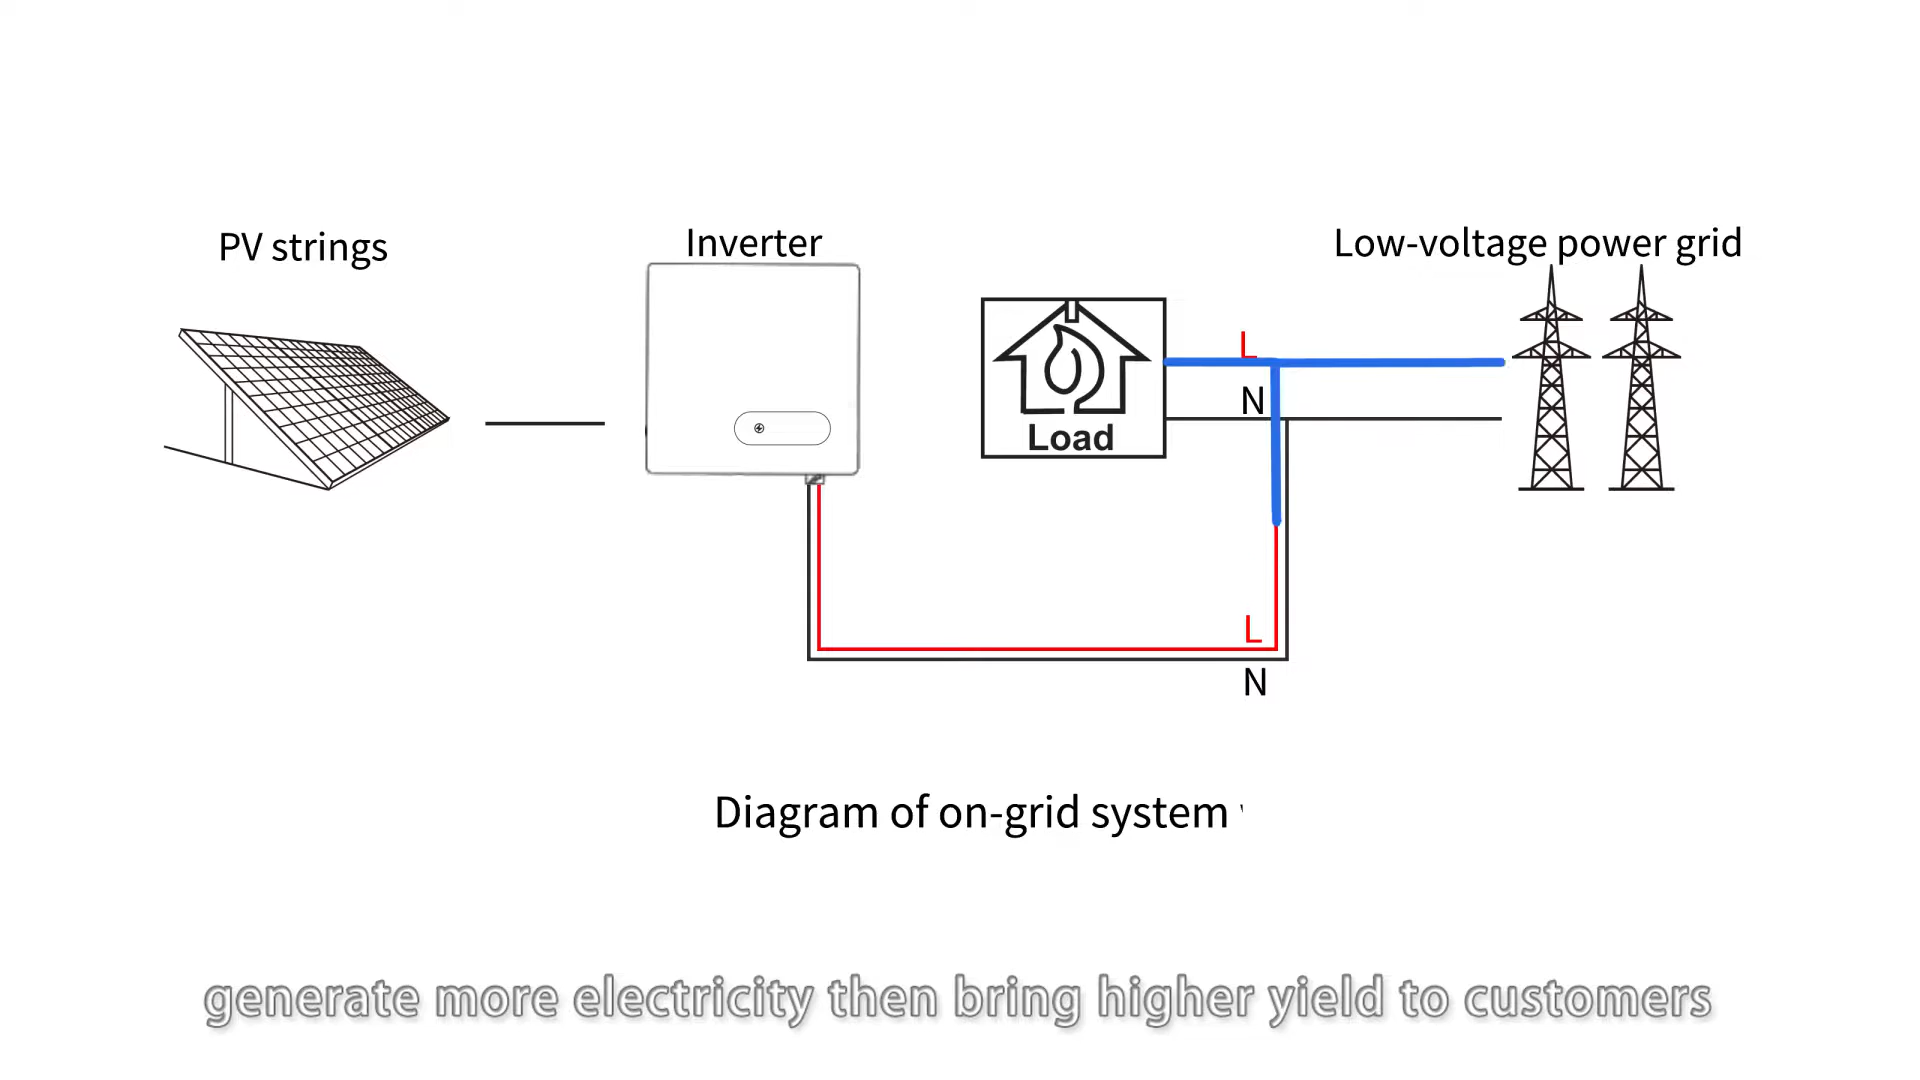 PV strings
Inverter
Low-voltage power grid
L
N
Load
L
N
Diagram of on-grid system
generate more electricity then bring higher yield to customers